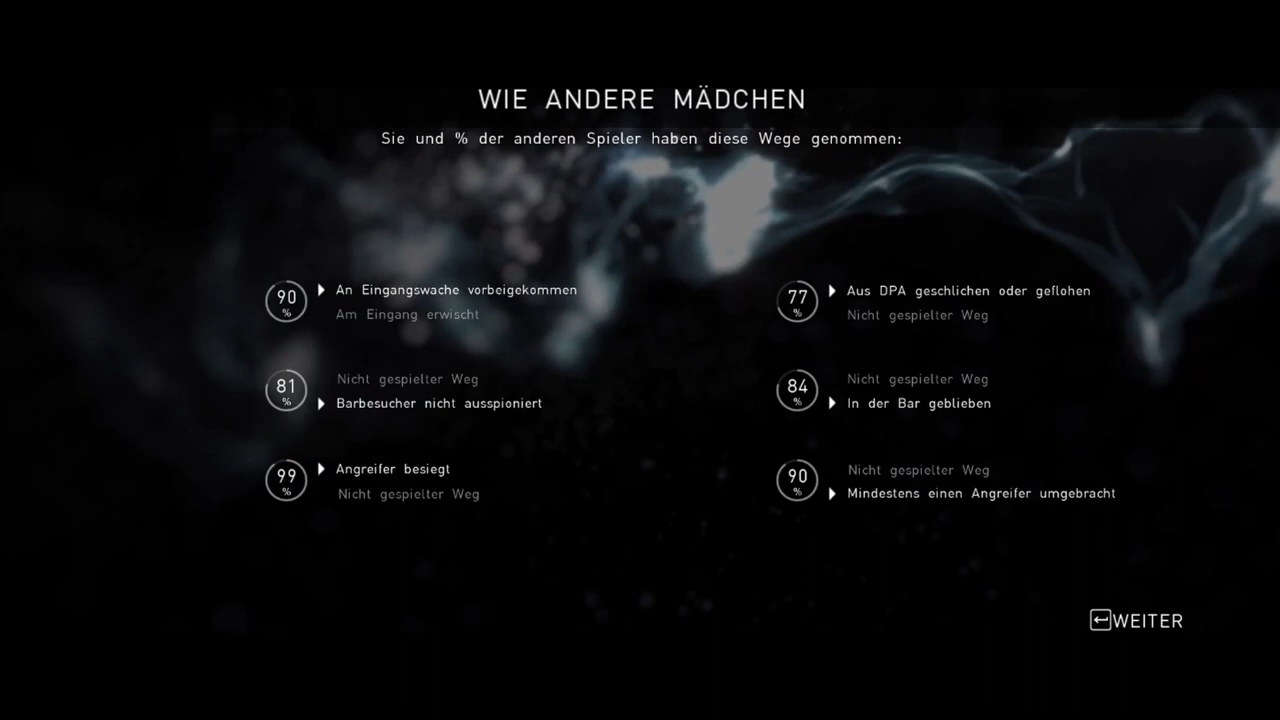 WIE ANDERE MÄDCHEN
Sie und % der anderen Spieler haben diese Wege genommen:
90 % An Eingangswache vorbeigekommen
Am Eingang erwischt
81 % Nicht gespielter Weg
Barbesucher nicht ausspioniert
99 % Angreifer besiegt
Nicht gespielter Weg
77 % Aus DPA geschlichen oder geflohen
Nicht gespielter Weg
84 % Nicht gespielter Weg
In der Bar geblieben
90 % Nicht gespielter Weg
Mindestens einen Angreifer umgebracht
WEITER